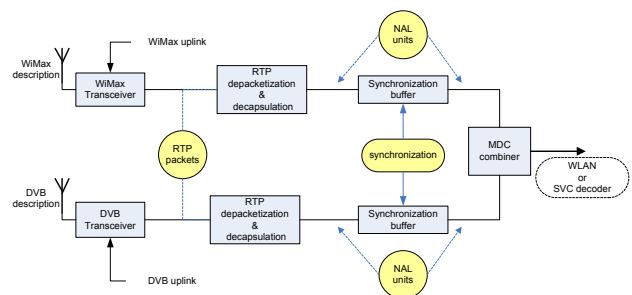 WiMax uplink
NAL
units
WiMax
description
WiMax
Transceiver
RTP
depacketization
&
decapsulation
Synchronization
buffer
RTP
packets
synchronization
MDC
combiner
WLAN
or
SVC decoder
DVB
description
DVB
Transceiver
RTP
depacketization
&
decapsulation
Synchronization
buffer
DVB uplink
NAL
units